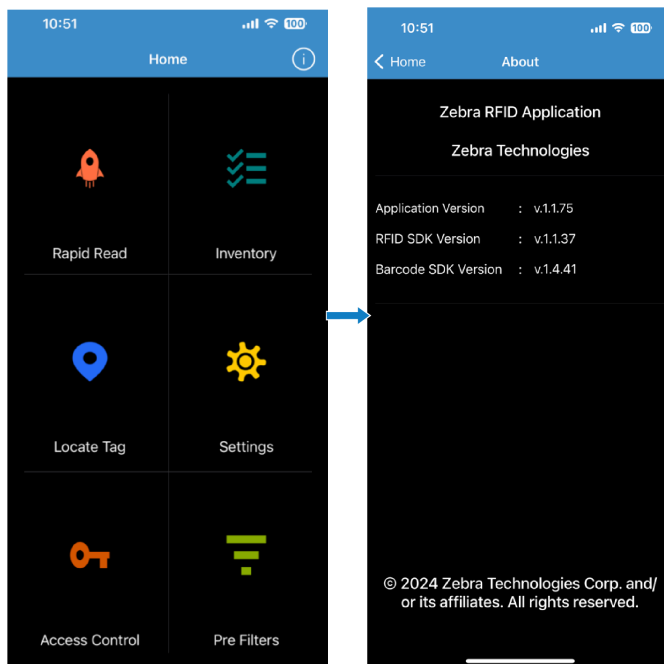 10:51
100
Home
Rapid Read
Inventory
Locate Tag
Settings
Access Control
Pre Filters
10:51
100
Home
About
Zebra RFID Application
Zebra Technologies
Application Version : v.1.1.75
RFID SDK Version : v.1.1.37
Barcode SDK Version : v.1.4.41
© 2024 Zebra Technologies Corp. and/
or its affiliates. All rights reserved.